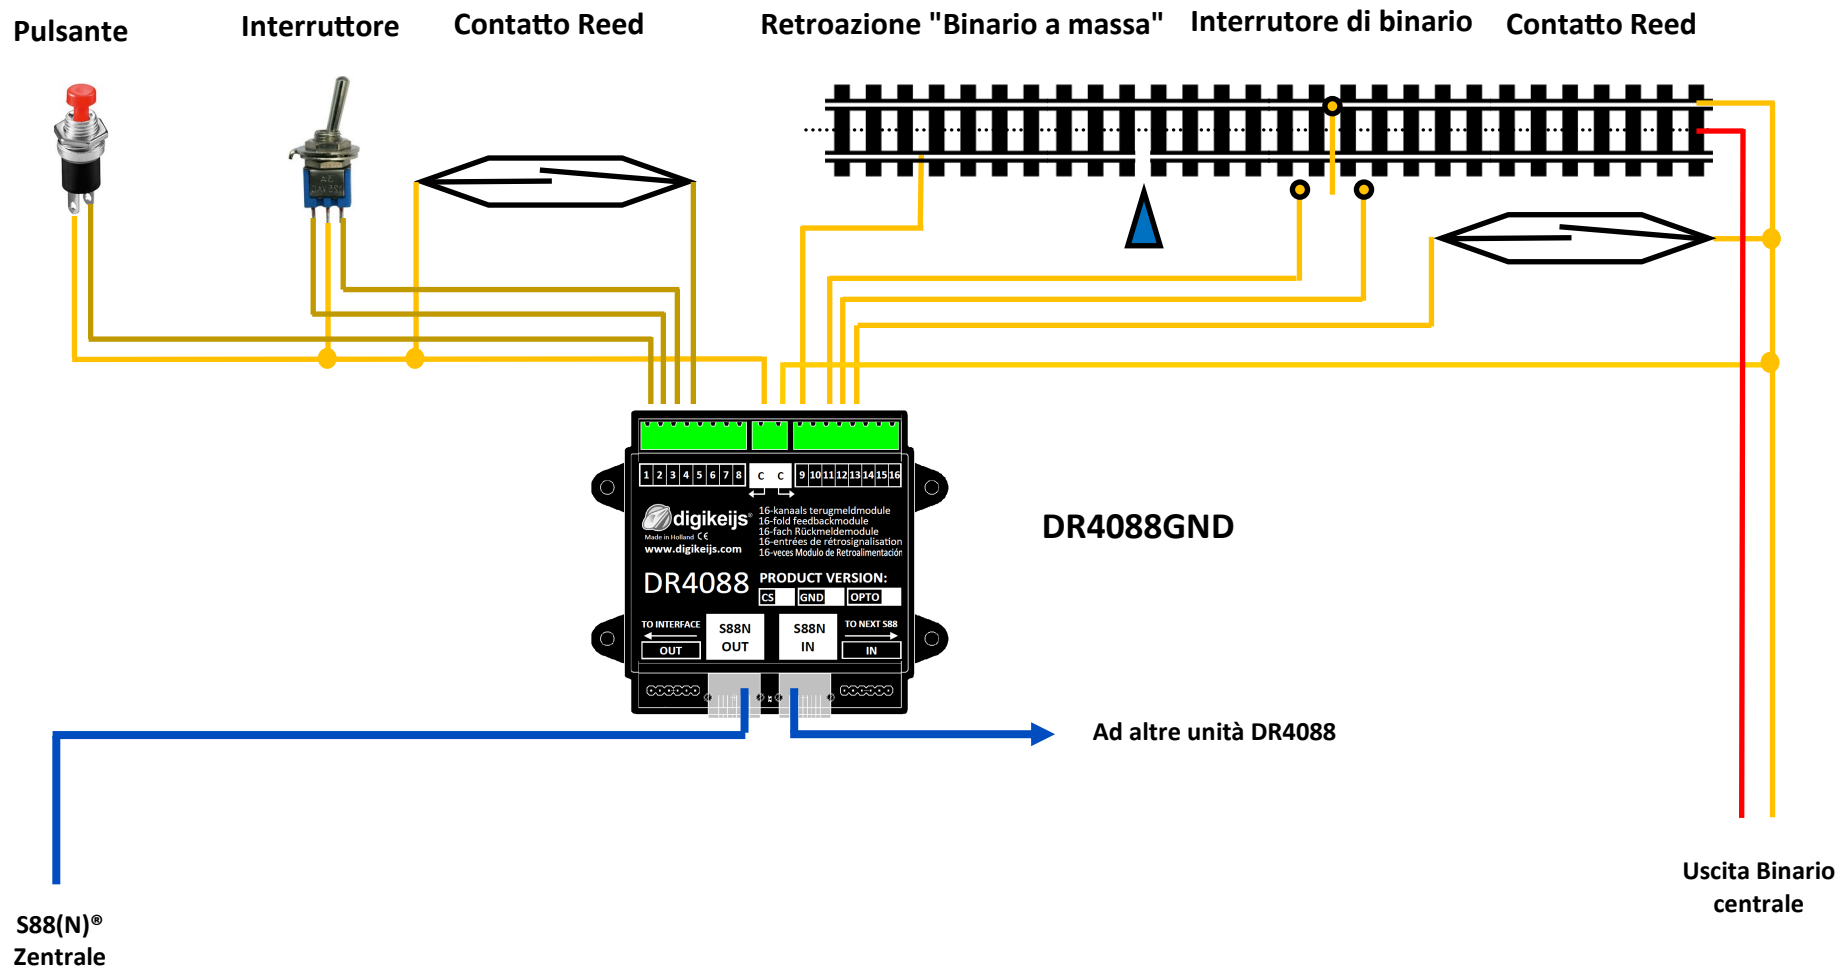 Pulsante
Interruttore
Contatto Reed
Retroazione "Binario a massa"
Interrutore di binario
Contatto Reed
1 2 3 4 5 6 7 8
C C
9 10 11 12 13 14 15 16
digikeijs®
Made in Holland CE
www.digikeijs.com
16-kanaals terugmeldmodule
16-fold feedbackmodule
16-fach Rückmeldemodule
16-entrées de rétrosignalisation
16-veces Modulo de Retroalimentación
DR4088
PRODUCT VERSION:
CS GND OPTO
TO INTERFACE
OUT
S88N
OUT
S88N
IN
TO NEXT S88
IN
DR4088GND
Ad altre unità DR4088
Uscita Binario
centrale
S88(N)®
Zentrale